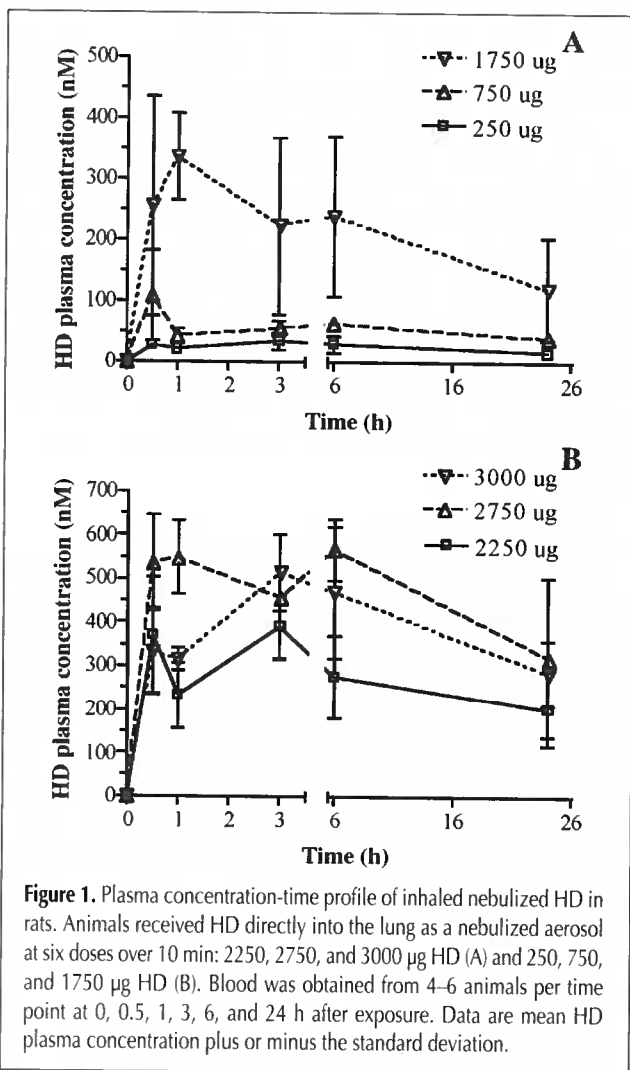 A
500
400
300
200
100
0
HD plasma concentration (nM)
1750 ug
750 ug
250 ug
0 1 2 3 6 16 26
Time (h)
B
700
600
500
400
300
200
100
0
HD plasma concentration (nM)
3000 ug
2750 ug
2250 ug
0 1 2 3 6 16 26
Time (h)
Figure 1. Plasma concentration-time profile of inhaled nebulized HD in
rats. Animals received HD directly into the lung as a nebulized aerosol
at six doses over 10 min: 2250, 2750, and 3000 µg HD (A) and 250, 750,
and 1750 µg HD (B). Blood was obtained from 4–6 animals per time
point at 0, 0.5, 1, 3, 6, and 24 h after exposure. Data are mean HD
plasma concentration plus or minus the standard deviation.